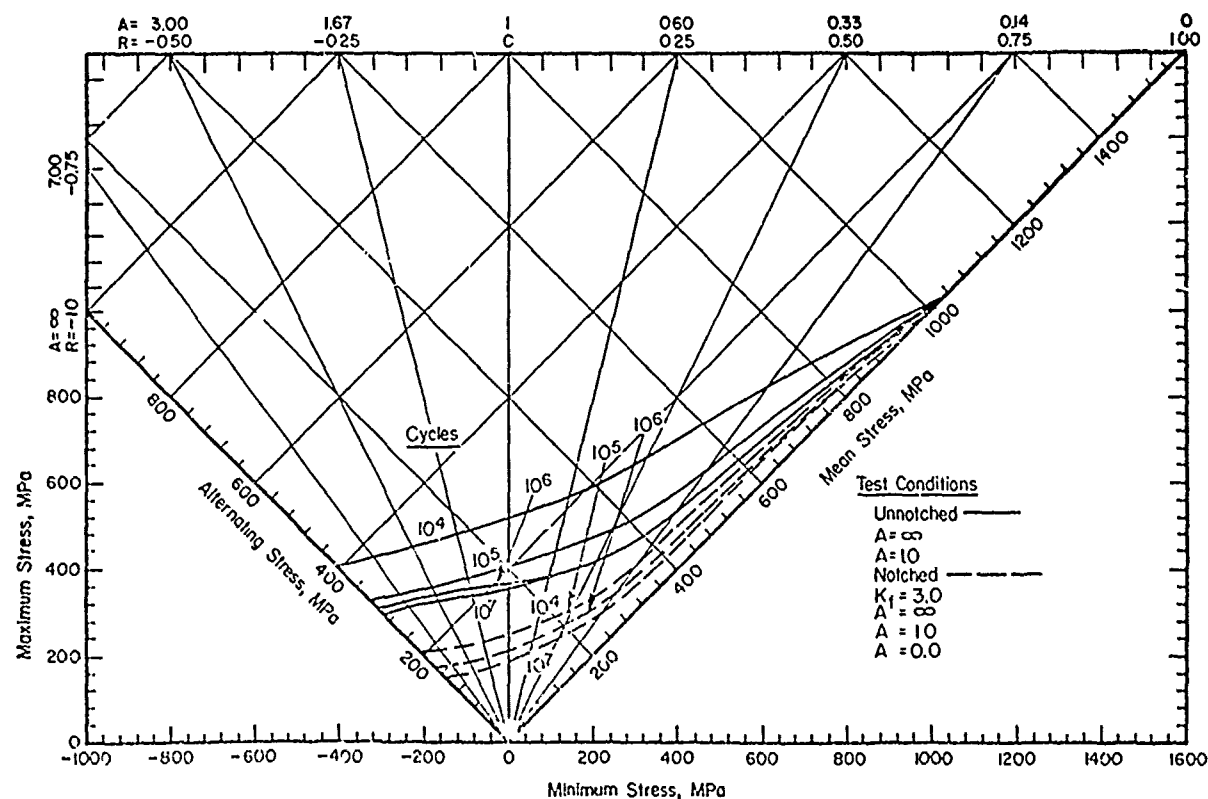 A= 3.00 1.67 1 060 0.33 0.14 0
R= -0.50 -0.25 C 0.25 0.50 0.75 1.00
7.00
-0.75
A=∞
R=-1.0
800
600
400
200
0
Maximum Stress, MPa
800
600
400
200
Alternating Stress, MPa
Cycles
10⁴
10⁵
10⁶
10⁷
10⁵
10⁶
10⁴
10⁷
1400
1200
1000
800
600
400
200
Mean Stress, MPa
Test Conditions
Unnotched
A=∞
A=1.0
Notched
Kf=3.0
A=∞
A =1.0
A =0.0
-1000 -800 -600 -400 -200 0 200 400 600 800 1000 1200 1400 1600
Minimum Stress, MPa